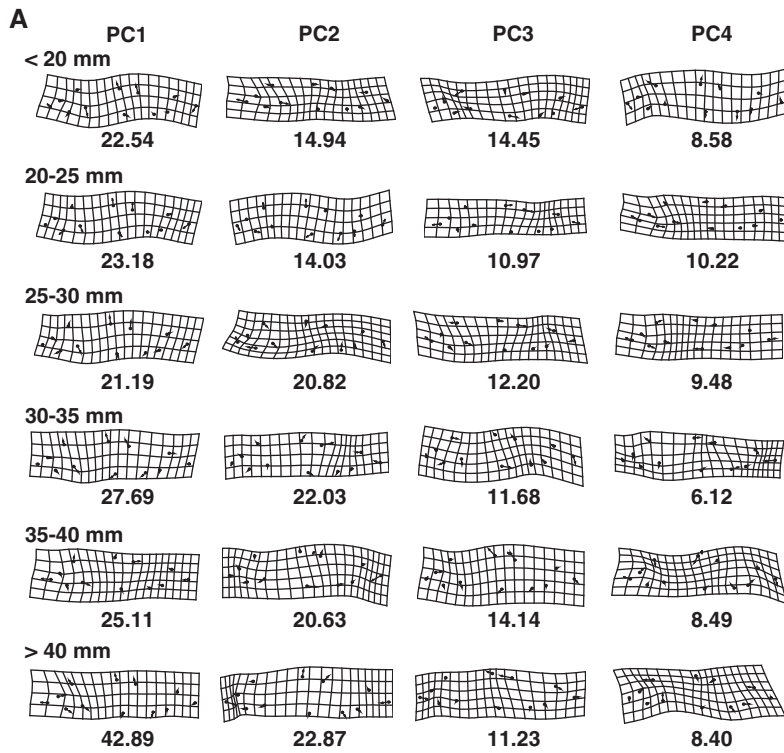 A
PC1 PC2 PC3 PC4
< 20 mm
22.54 14.94 14.45 8.58
20-25 mm
23.18 14.03 10.97 10.22
25-30 mm
21.19 20.82 12.20 9.48
30-35 mm
27.69 22.03 11.68 6.12
35-40 mm
25.11 20.63 14.14 8.49
> 40 mm
42.89 22.87 11.23 8.40